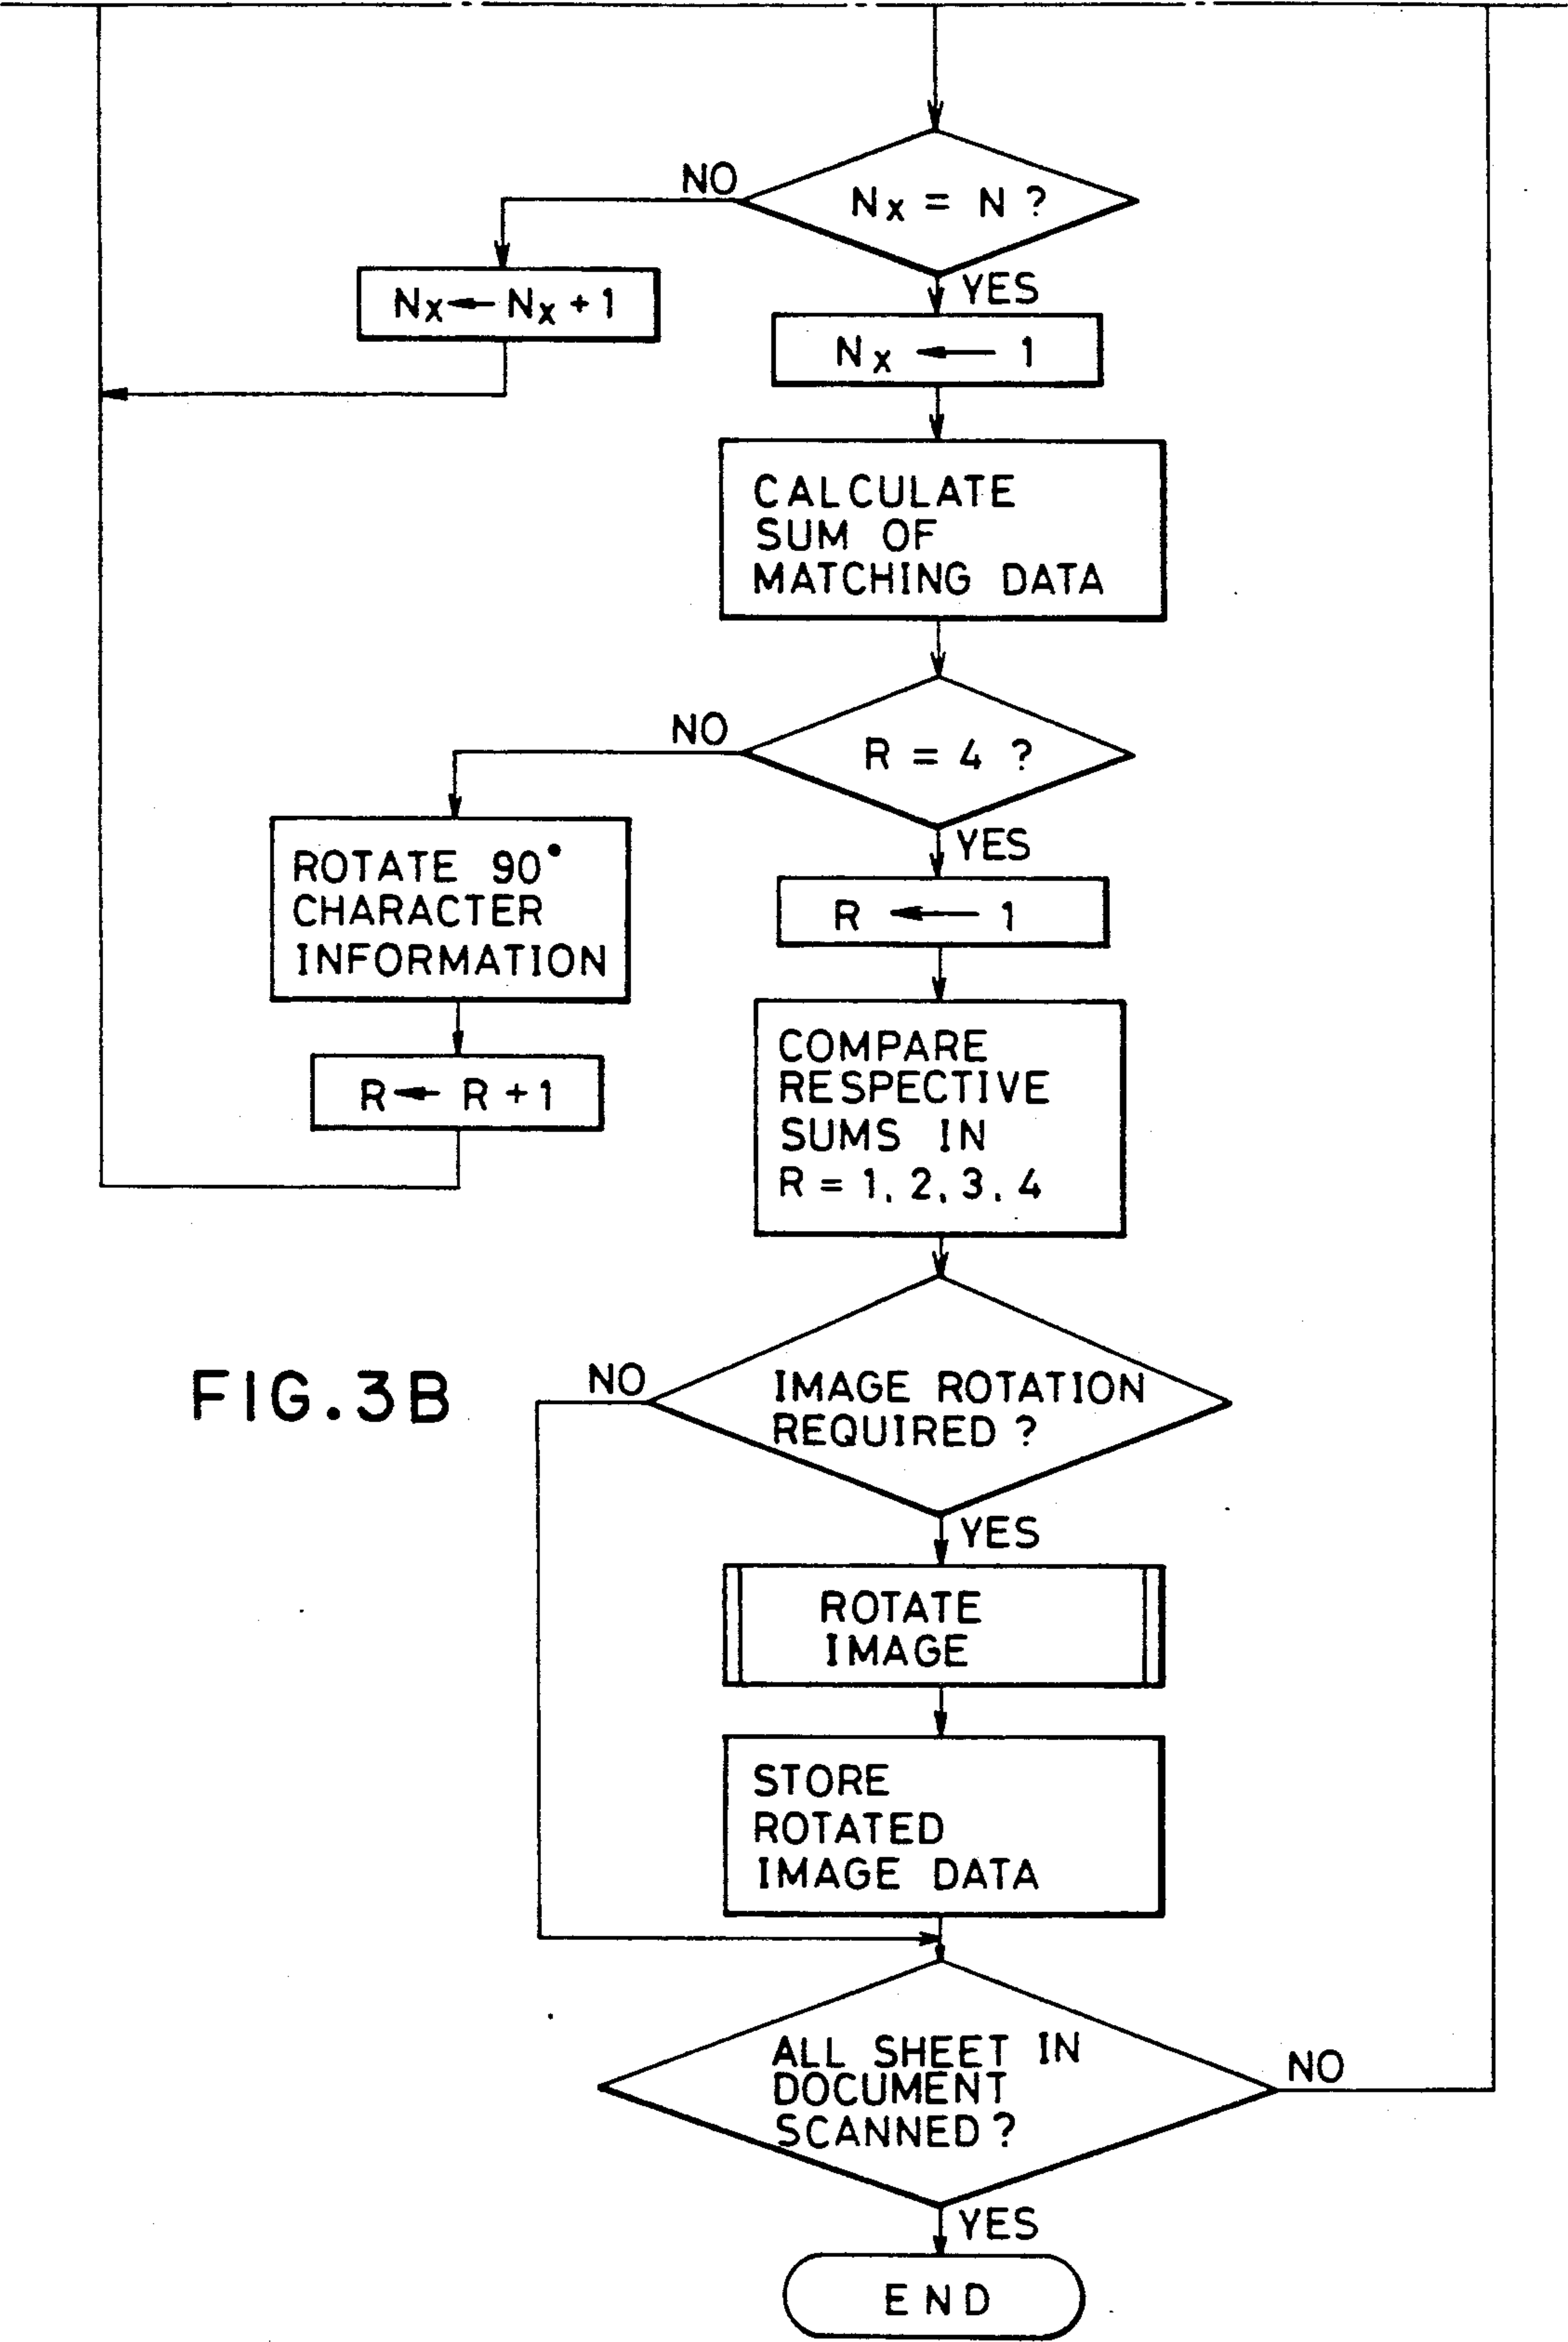 NO
Nx = N ?
YES
Nx ← Nx + 1
Nx ← 1
CALCULATE
SUM OF
MATCHING DATA
NO
R = 4 ?
YES
ROTATE 90°
CHARACTER
INFORMATION
R ← 1
R ← R + 1
COMPARE
RESPECTIVE
SUMS IN
R = 1, 2, 3, 4
FIG.3B
NO
IMAGE ROTATION
REQUIRED ?
YES
ROTATE
IMAGE
STORE
ROTATED
IMAGE DATA
ALL SHEET IN
DOCUMENT
SCANNED ?
NO
YES
END